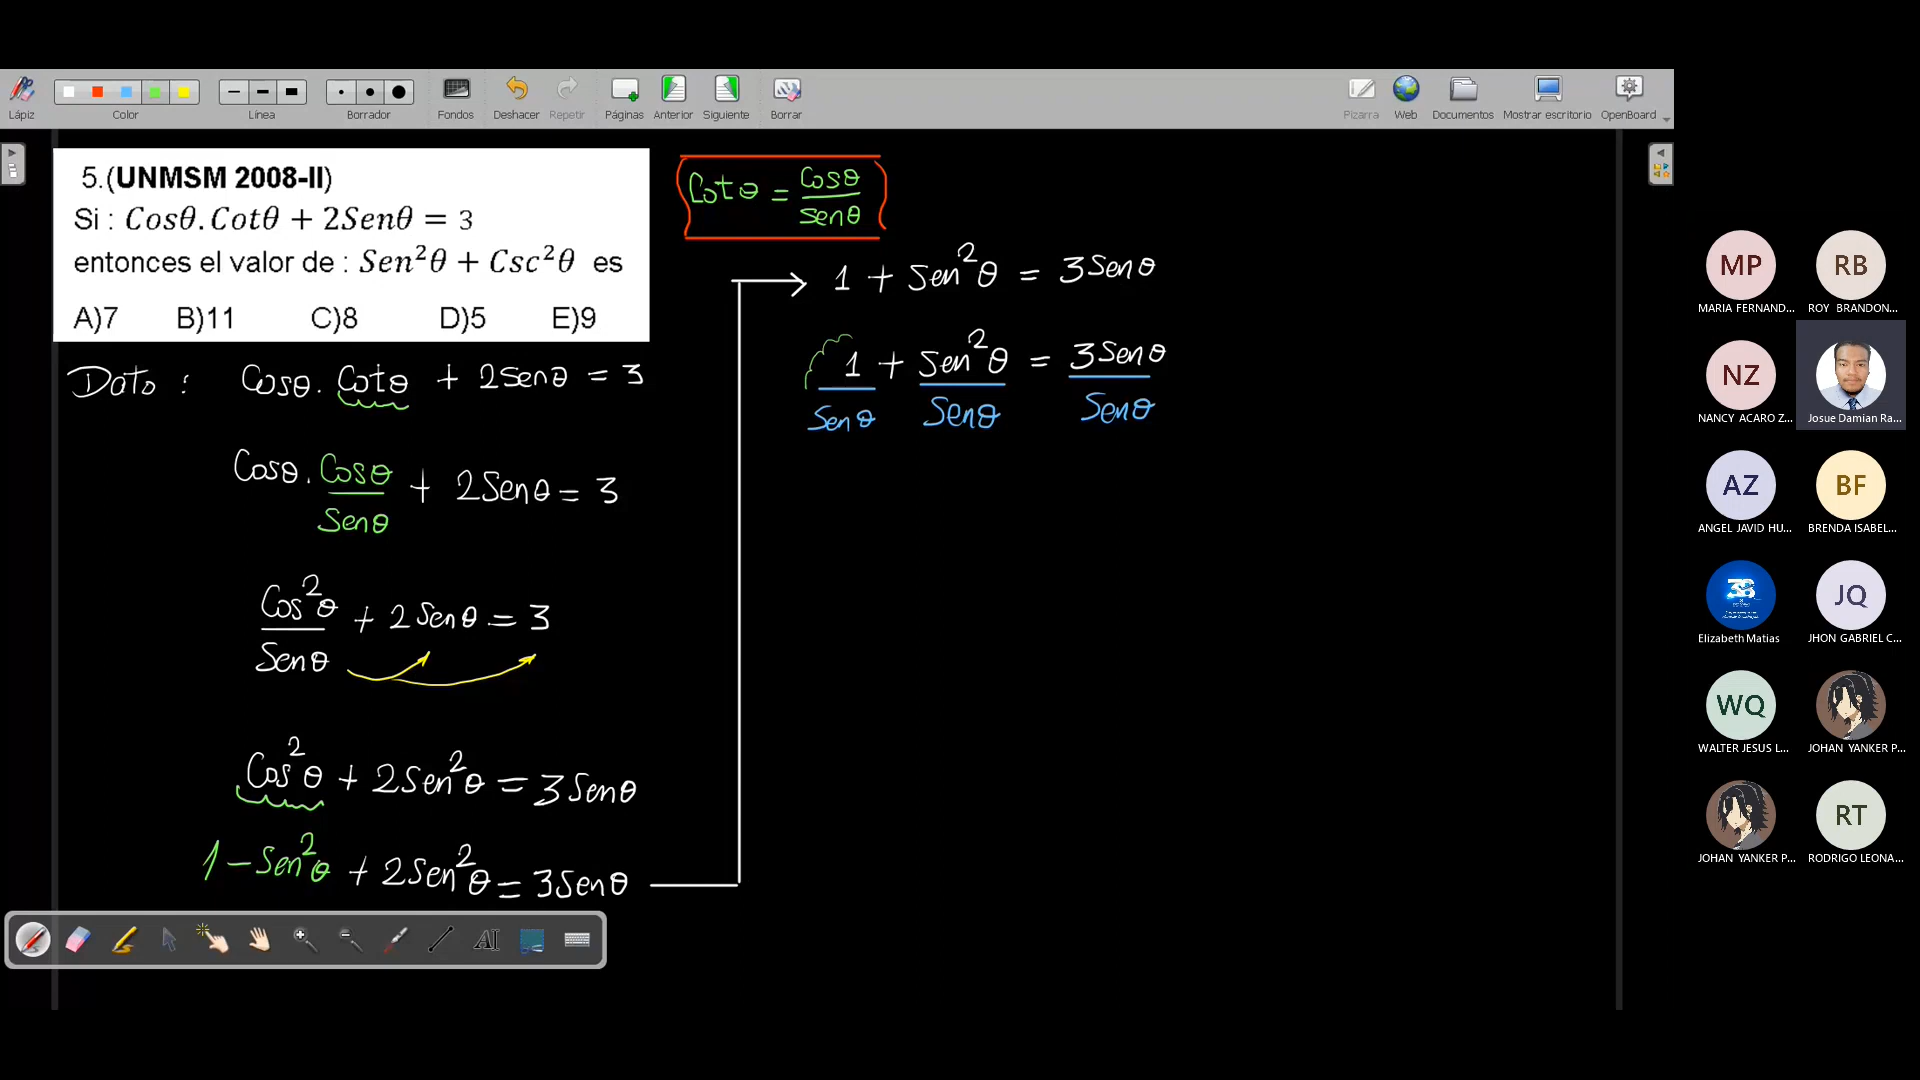 Lápiz Color Línea Borrador Fondos Deshacer Repetir Páginas Anterior Siguiente Borrar Pizarra Web Documentos Mostrar escritorio OpenBoard
5.(UNMSM 2008-II)
Si : Cosθ.Cotθ + 2Senθ = 3
entonces el valor de : Sen²θ + Csc²θ es
A)7 B)11 C)8 D)5 E)9
Dato : Cosθ. Cotθ + 2Senθ = 3
Cosθ. Cosθ/Senθ + 2Senθ = 3
Cos²θ/Senθ + 2Senθ = 3
Cos²θ + 2Sen²θ = 3Senθ
1 - Sen²θ + 2Sen²θ = 3Senθ
Cotθ = Cosθ/Senθ
1 + Sen²θ = 3Senθ
1/Senθ + Sen²θ/Senθ = 3Senθ/Senθ
AI
MP RB
MARIA FERNAND... ROY BRANDON...
NZ
NANCY ACARO Z... Josue Damian Ra...
AZ BF
ANGEL JAVID HU... BRENDA ISABEL...
JQ
Elizabeth Matias JHON GABRIEL C...
WQ
WALTER JESUS L... JOHAN YANKER P...
RT
JOHAN YANKER P... RODRIGO LEONA...